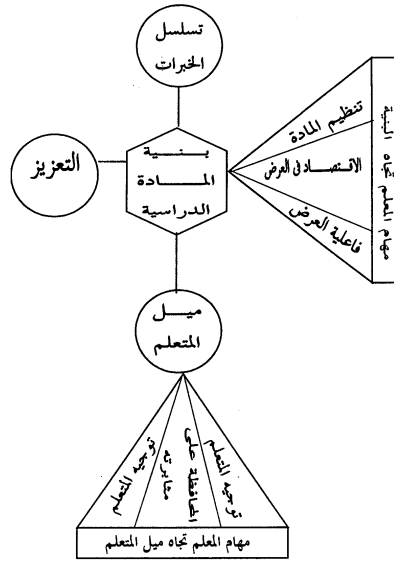 تسلسل
الخبرات
التعزيز
بنية
المادة
الدراسية
تنظيم المادة
الاقتصاد في العرض
فاعلية العرض
مهام المعلم تجاه البنية
ميل
المتعلم
توجيه المتعلم
المحافظة على
مثابرته
توجيه المتعلم
مهام المعلم تجاه ميل المتعلم